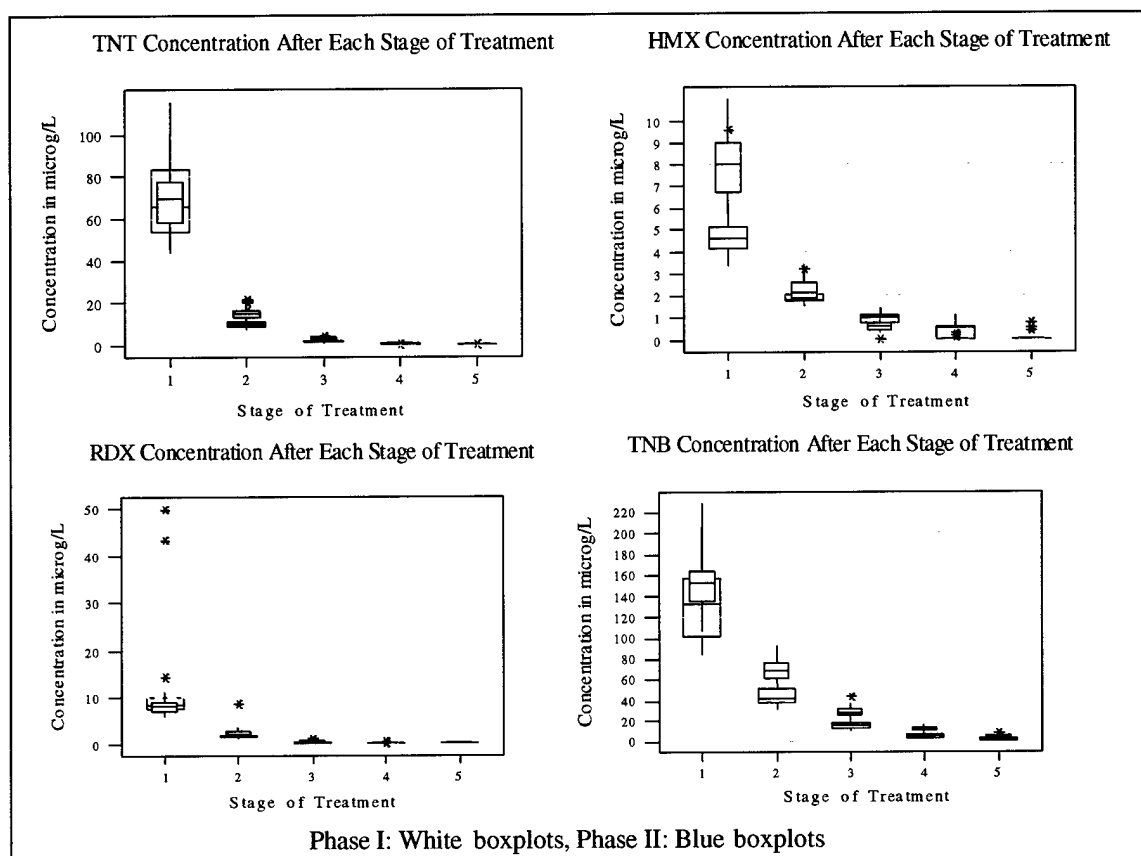 TNT Concentration After Each Stage of Treatment
Concentration in microg/L
100
80
60
40
20
0
1 2 3 4 5
Stage of Treatment
HMX Concentration After Each Stage of Treatment
Concentration in microg/L
10
9
8
7
6
5
4
3
2
1
0
1 2 3 4 5
Stage of Treatment
RDX Concentration After Each Stage of Treatment
Concentration in microg/L
50
40
30
20
10
0
1 2 3 4 5
Stage of Treatment
TNB Concentration After Each Stage of Treatment
Concentration in microg/L
220
200
180
160
140
120
100
80
60
40
20
0
1 2 3 4 5
Stage of Treatment
Phase I: White boxplots, Phase II: Blue boxplots